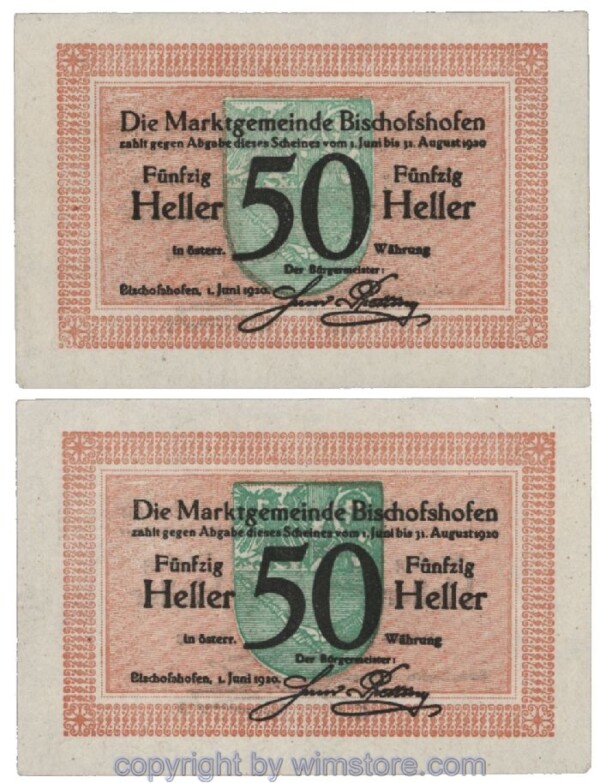 Die Marktgemeinde Bischofshofen
zahlt gegen Abgabe dieses Scheines vom 1. Juni bis 31. August 1920
Fünfzig Heller 50 Fünfzig Heller
in österr. Währung
Der Bürgermeister:
Bischofshofen, 1. Juni 1920.
Die Marktgemeinde Bischofshofen
zahlt gegen Abgabe dieses Scheines vom 1. Juni bis 31. August 1920
Fünfzig Heller 50 Fünfzig Heller
in österr. Währung
Der Bürgermeister:
Bischofshofen, 1. Juni 1920.
copyright by wimstore.com